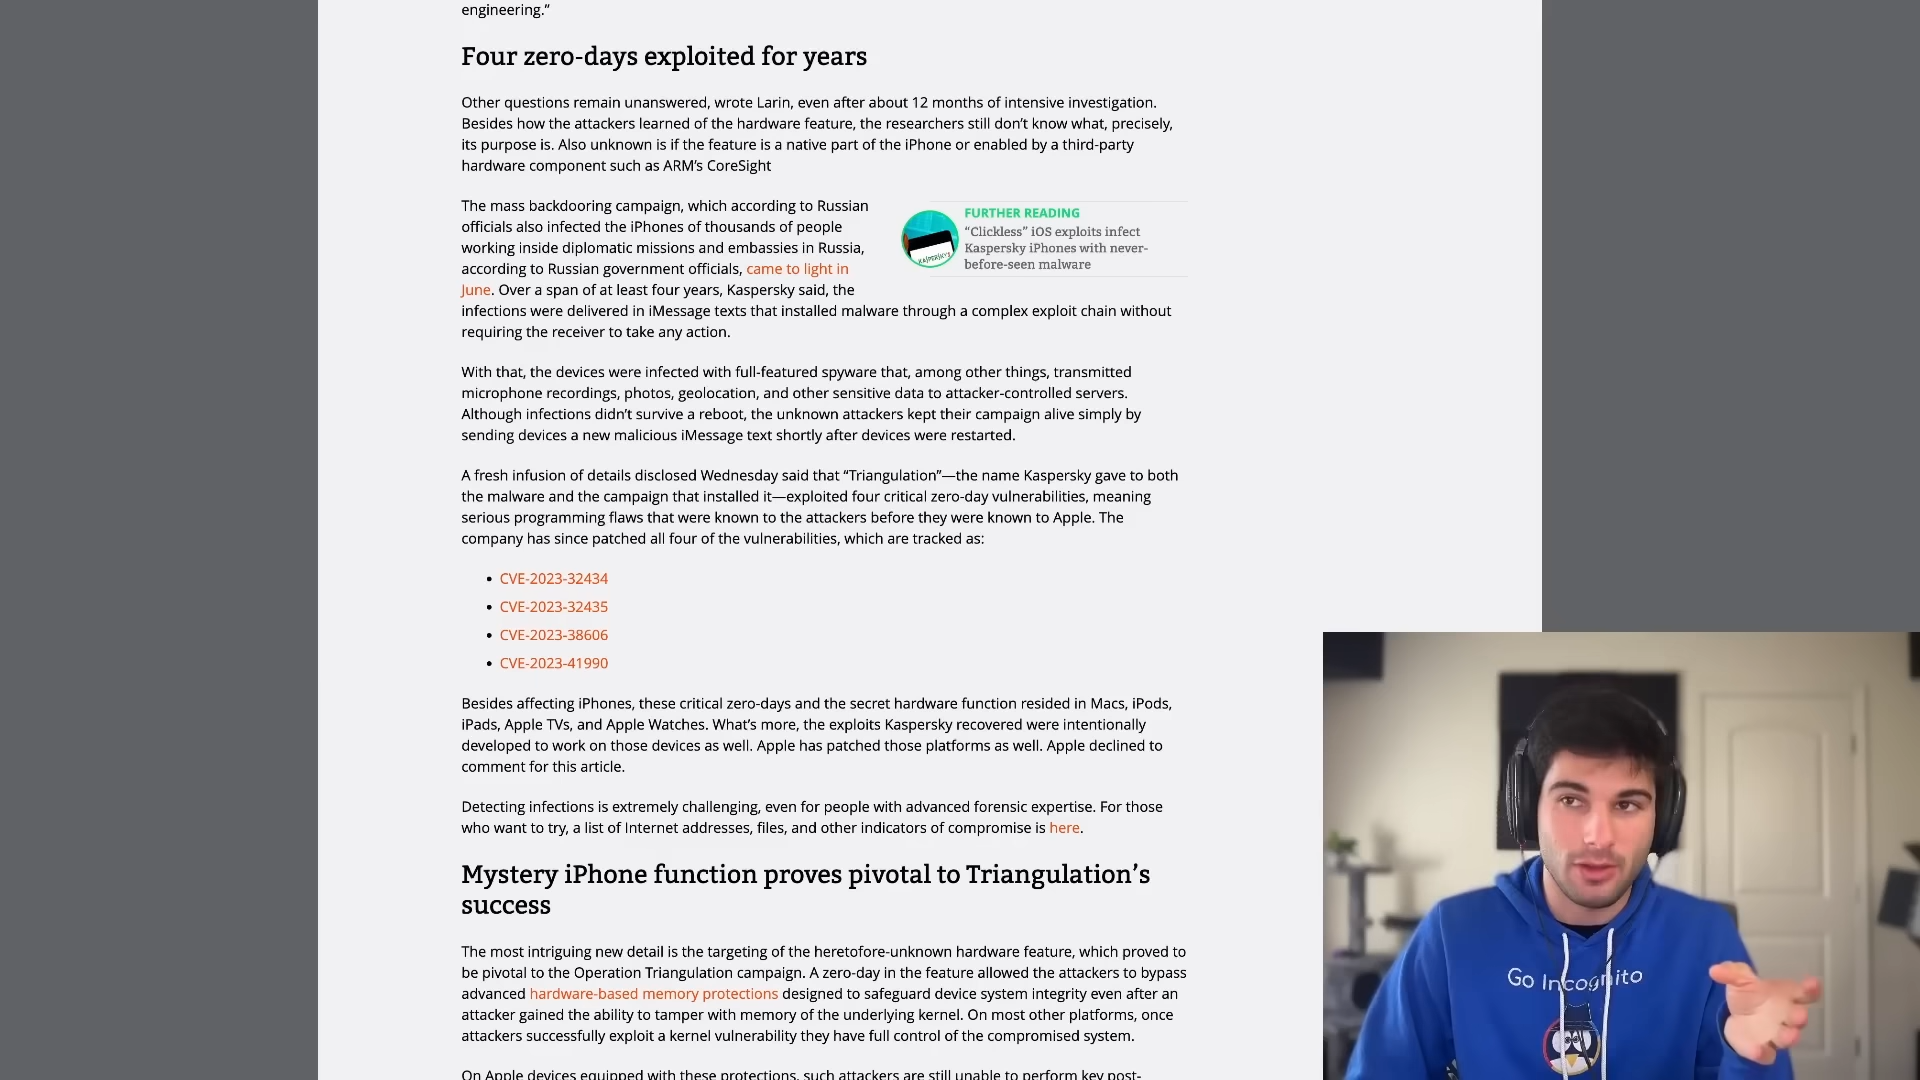 engineering.”
Four zero-days exploited for years
Other questions remain unanswered, wrote Larin, even after about 12 months of intensive investigation.
Besides how the attackers learned of the hardware feature, the researchers still don’t know what, precisely,
its purpose is. Also unknown is if the feature is a native part of the iPhone or enabled by a third-party
hardware component such as ARM’s CoreSight
The mass backdooring campaign, which according to Russian
officials also infected the iPhones of thousands of people
working inside diplomatic missions and embassies in Russia,
according to Russian government officials, came to light in
June. Over a span of at least four years, Kaspersky said, the
infections were delivered in iMessage texts that installed malware through a complex exploit chain without
requiring the receiver to take any action.
FURTHER READING
“Clickless” iOS exploits infect
Kaspersky iPhones with never-
before-seen malware
KASPERSKY
With that, the devices were infected with full-featured spyware that, among other things, transmitted
microphone recordings, photos, geolocation, and other sensitive data to attacker-controlled servers.
Although infections didn’t survive a reboot, the unknown attackers kept their campaign alive simply by
sending devices a new malicious iMessage text shortly after devices were restarted.
A fresh infusion of details disclosed Wednesday said that “Triangulation”—the name Kaspersky gave to both
the malware and the campaign that installed it—exploited four critical zero-day vulnerabilities, meaning
serious programming flaws that were known to the attackers before they were known to Apple. The
company has since patched all four of the vulnerabilities, which are tracked as:
• CVE-2023-32434
• CVE-2023-32435
• CVE-2023-38606
• CVE-2023-41990
Besides affecting iPhones, these critical zero-days and the secret hardware function resided in Macs, iPods,
iPads, Apple TVs, and Apple Watches. What’s more, the exploits Kaspersky recovered were intentionally
developed to work on those devices as well. Apple has patched those platforms as well. Apple declined to
comment for this article.
Detecting infections is extremely challenging, even for people with advanced forensic expertise. For those
who want to try, a list of Internet addresses, files, and other indicators of compromise is here.
Mystery iPhone function proves pivotal to Triangulation’s
success
The most intriguing new detail is the targeting of the heretofore-unknown hardware feature, which proved to
be pivotal to the Operation Triangulation campaign. A zero-day in the feature allowed the attackers to bypass
advanced hardware-based memory protections designed to safeguard device system integrity even after an
attacker gained the ability to tamper with memory of the underlying kernel. On most other platforms, once
attackers successfully exploit a kernel vulnerability they have full control of the compromised system.
On Apple devices equipped with these protections, such attackers are still unable to perform key post-
Go Incognito